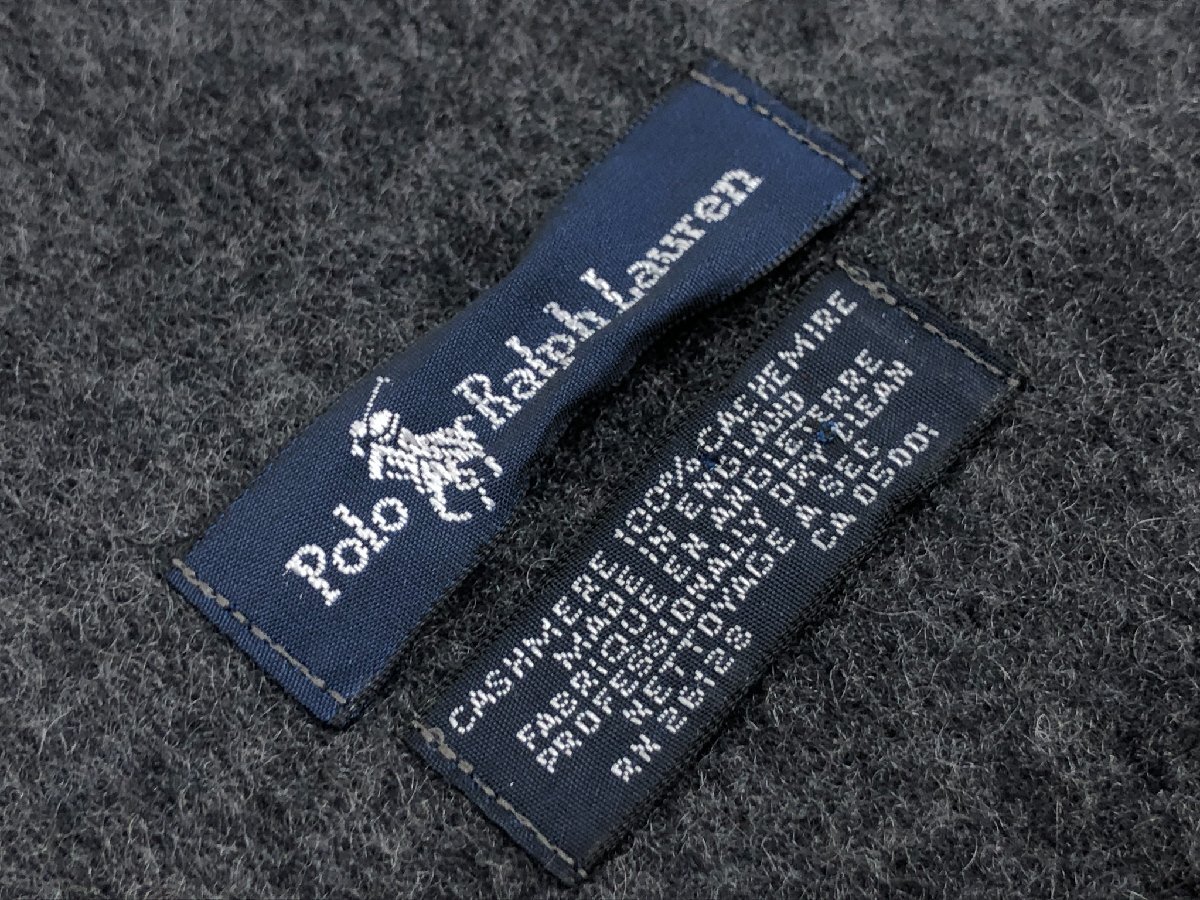 Polo Ralph Lauren
CASHMERE 100% CACHEMIRE
MADE IN ENGLAND
FABRIQUE EN ANGLETERRE
PROFESSIONALLY DRY CLEAN
NETTOYAGE A SEC
RN 26128 CA 05001